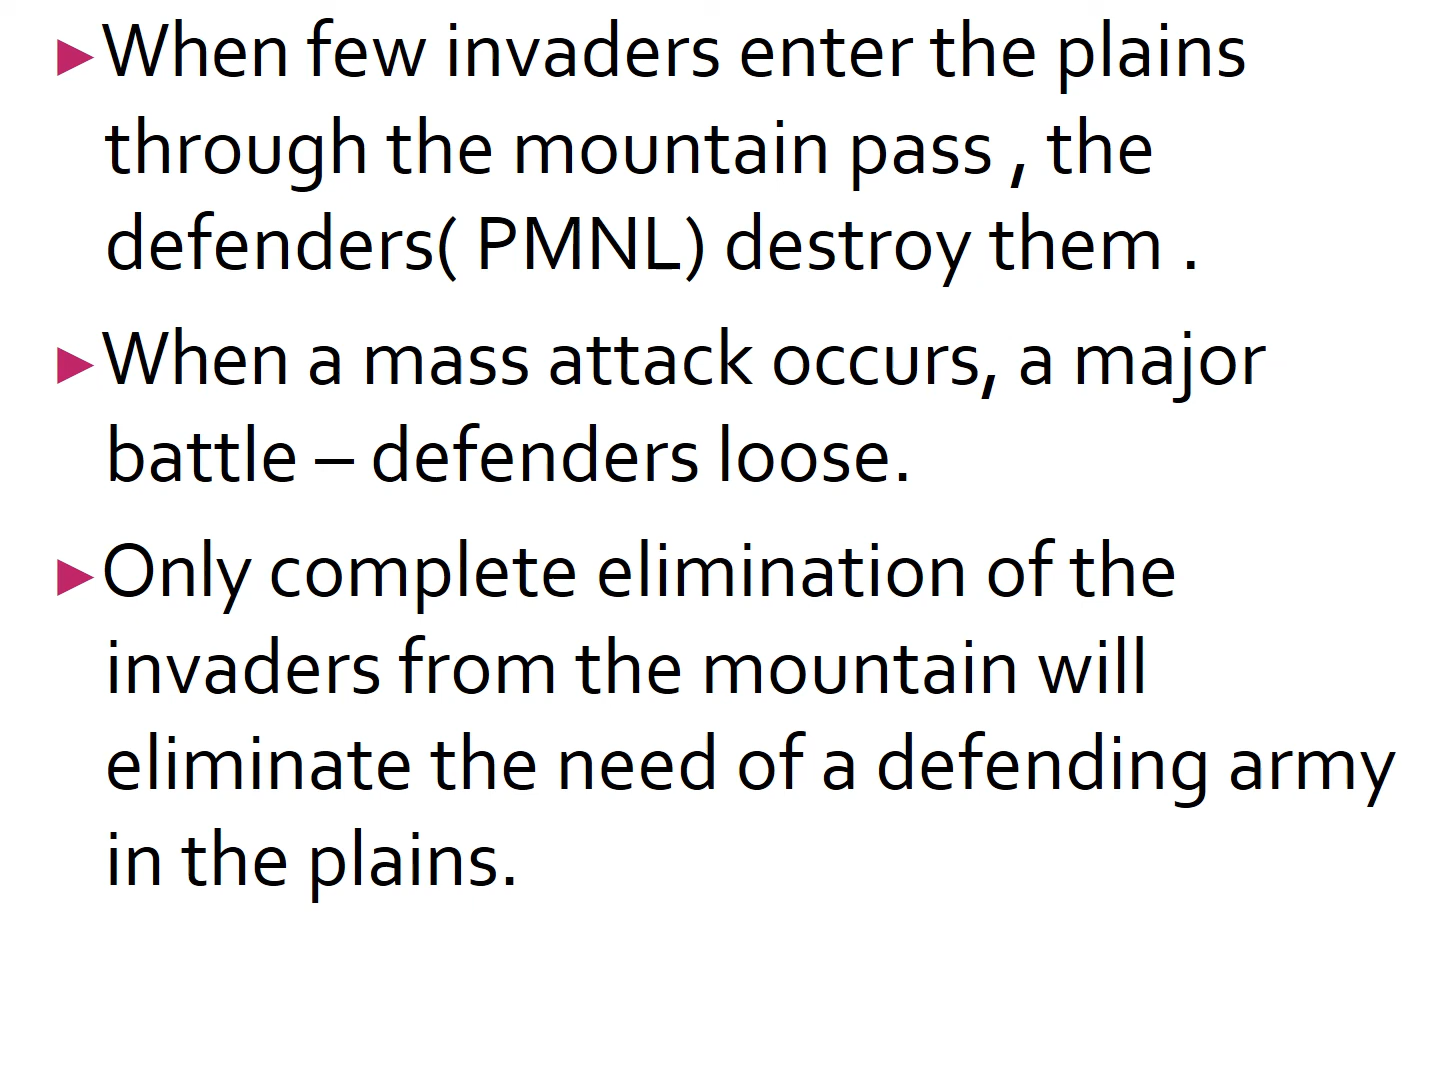 ►When few invaders enter the plains
through the mountain pass , the
defenders( PMNL) destroy them .
►When a mass attack occurs, a major
battle – defenders loose.
►Only complete elimination of the
invaders from the mountain will
eliminate the need of a defending army
in the plains.